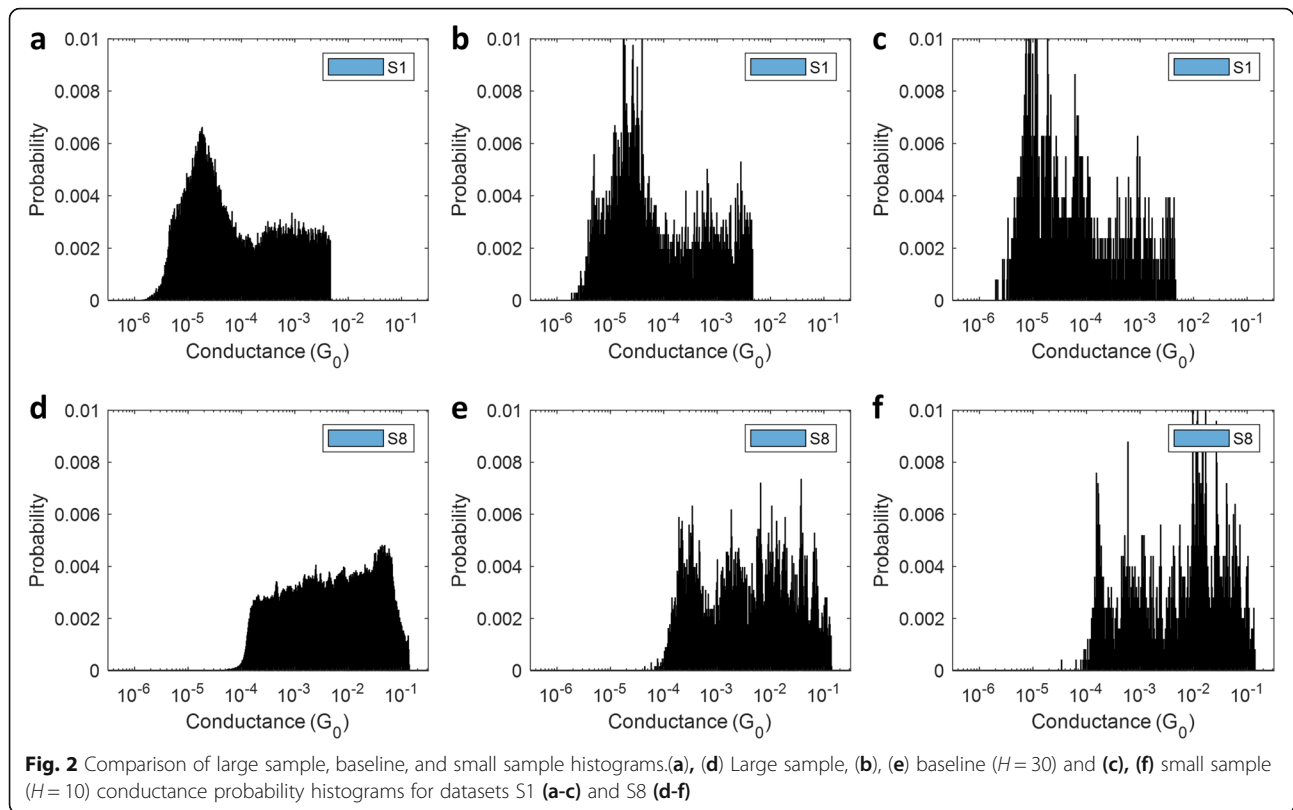 a
0.01
0.008
0.006
0.004
0.002
0
Probability
S1
10^-6 10^-5 10^-4 10^-3 10^-2 10^-1
Conductance (G_0)
b
0.01
0.008
0.006
0.004
0.002
0
Probability
S1
10^-6 10^-5 10^-4 10^-3 10^-2 10^-1
Conductance (G_0)
c
0.01
0.008
0.006
0.004
0.002
0
Probability
S1
10^-6 10^-5 10^-4 10^-3 10^-2 10^-1
Conductance (G_0)
d
0.01
0.008
0.006
0.004
0.002
0
Probability
S8
10^-6 10^-5 10^-4 10^-3 10^-2 10^-1
Conductance (G_0)
e
0.01
0.008
0.006
0.004
0.002
0
Probability
S8
10^-6 10^-5 10^-4 10^-3 10^-2 10^-1
Conductance (G_0)
f
0.01
0.008
0.006
0.004
0.002
0
Probability
S8
10^-6 10^-5 10^-4 10^-3 10^-2 10^-1
Conductance (G_0)
Fig. 2 Comparison of large sample, baseline, and small sample histograms.(a), (d) Large sample, (b), (e) baseline (H = 30) and (c), (f) small sample
(H = 10) conductance probability histograms for datasets S1 (a-c) and S8 (d-f)